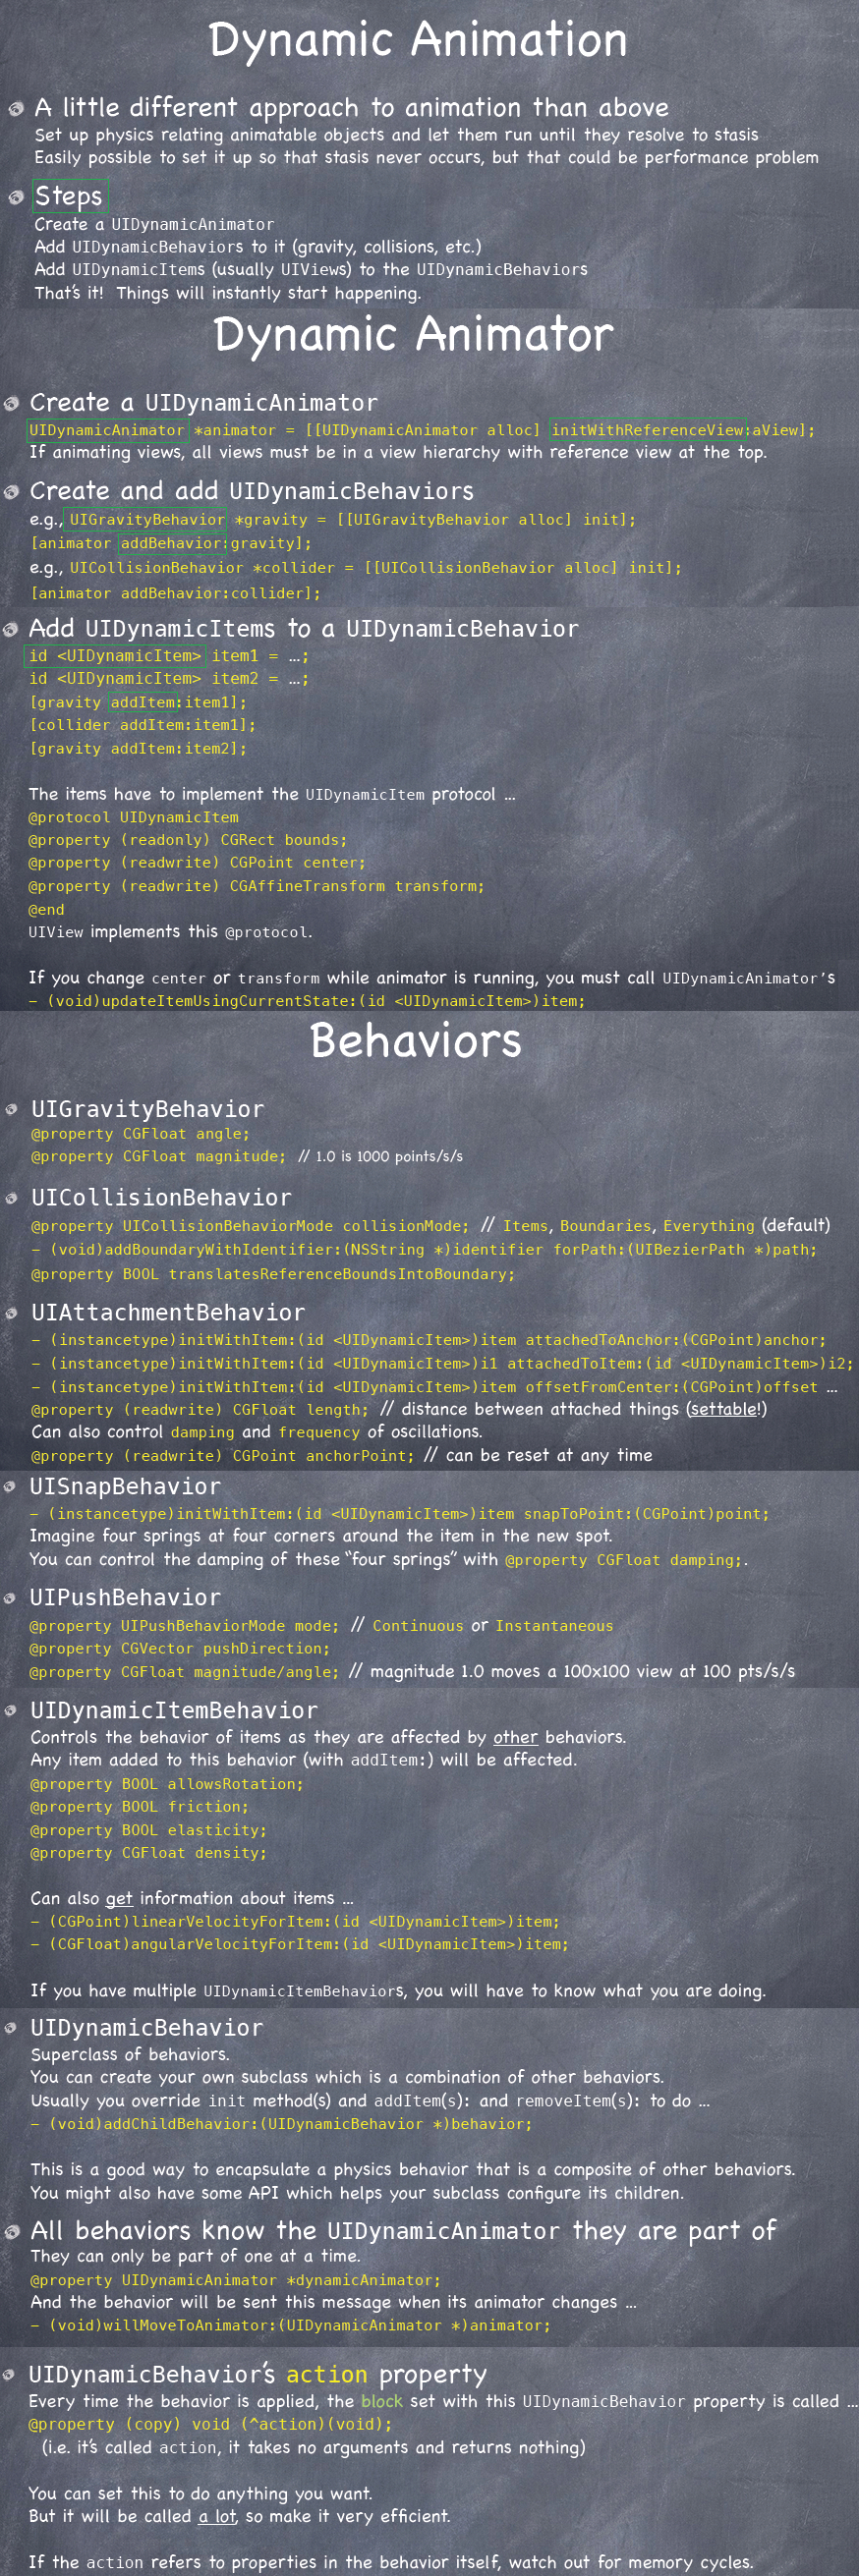 Dynamic Animation
A little different approach to animation than above
Set up physics relating animatable objects and let them run until they resolve to stasis
Easily possible to set it up so that stasis never occurs, but that could be performance problem
Steps
Create a UIDynamicAnimator
Add UIDynamicBehaviors to it (gravity, collisions, etc.)
Add UIDynamicItems (usually UIViews) to the UIDynamicBehaviors
That's it! Things will instantly start happening.
Dynamic Animator
Create a UIDynamicAnimator
UIDynamicAnimator *animator = [[UIDynamicAnimator alloc] initWithReferenceView:aView];
If animating views, all views must be in a view hierarchy with reference view at the top.
Create and add UIDynamicBehaviors
e.g., UIGravityBehavior *gravity = [[UIGravityBehavior alloc] init];
[animator addBehavior:gravity];
e.g., UICollisionBehavior *collider = [[UICollisionBehavior alloc] init];
[animator addBehavior:collider];
Add UIDynamicItems to a UIDynamicBehavior
id <UIDynamicItem> item1 = …;
id <UIDynamicItem> item2 = …;
[gravity addItem:item1];
[collider addItem:item1];
[gravity addItem:item2];
The items have to implement the UIDynamicItem protocol …
@protocol UIDynamicItem
@property (readonly) CGRect bounds;
@property (readwrite) CGPoint center;
@property (readwrite) CGAffineTransform transform;
@end
UIView implements this @protocol.
If you change center or transform while animator is running, you must call UIDynamicAnimator's
- (void)updateItemUsingCurrentState:(id <UIDynamicItem>)item;
Behaviors
UIGravityBehavior
@property CGFloat angle;
@property CGFloat magnitude; // 1.0 is 1000 points/s/s
UICollisionBehavior
@property UICollisionBehaviorMode collisionMode; // Items, Boundaries, Everything (default)
- (void)addBoundaryWithIdentifier:(NSString *)identifier forPath:(UIBezierPath *)path;
@property BOOL translatesReferenceBoundsIntoBoundary;
UIAttachmentBehavior
- (instancetype)initWithItem:(id <UIDynamicItem>)item attachedToAnchor:(CGPoint)anchor;
- (instancetype)initWithItem:(id <UIDynamicItem>)i1 attachedToItem:(id <UIDynamicItem>)i2;
- (instancetype)initWithItem:(id <UIDynamicItem>)item offsetFromCenter:(CGPoint)offset …
@property (readwrite) CGFloat length; // distance between attached things (settable!)
Can also control damping and frequency of oscillations.
@property (readwrite) CGPoint anchorPoint; // can be reset at any time
UISnapBehavior
- (instancetype)initWithItem:(id <UIDynamicItem>)item snapToPoint:(CGPoint)point;
Imagine four springs at four corners around the item in the new spot.
You can control the damping of these "four springs" with @property CGFloat damping;.
UIPushBehavior
@property UIPushBehaviorMode mode; // Continuous or Instantaneous
@property CGVector pushDirection;
@property CGFloat magnitude/angle; // magnitude 1.0 moves a 100x100 view at 100 pts/s/s
UIDynamicItemBehavior
Controls the behavior of items as they are affected by other behaviors.
Any item added to this behavior (with addItem:) will be affected.
@property BOOL allowsRotation;
@property BOOL friction;
@property BOOL elasticity;
@property CGFloat density;
Can also get information about items …
- (CGPoint)linearVelocityForItem:(id <UIDynamicItem>)item;
- (CGFloat)angularVelocityForItem:(id <UIDynamicItem>)item;
If you have multiple UIDynamicItemBehaviors, you will have to know what you are doing.
UIDynamicBehavior
Superclass of behaviors.
You can create your own subclass which is a combination of other behaviors.
Usually you override init method(s) and addItem(s): and removeItem(s): to do …
- (void)addChildBehavior:(UIDynamicBehavior *)behavior;
This is a good way to encapsulate a physics behavior that is a composite of other behaviors.
You might also have some API which helps your subclass configure its children.
All behaviors know the UIDynamicAnimator they are part of
They can only be part of one at a time.
@property UIDynamicAnimator *dynamicAnimator;
And the behavior will be sent this message when its animator changes …
- (void)willMoveToAnimator:(UIDynamicAnimator *)animator;
UIDynamicBehavior's action property
Every time the behavior is applied, the block set with this UIDynamicBehavior property is called …
@property (copy) void (^action)(void);
(i.e. it's called action, it takes no arguments and returns nothing)
You can set this to do anything you want.
But it will be called a lot, so make it very efficient.
If the action refers to properties in the behavior itself, watch out for memory cycles.